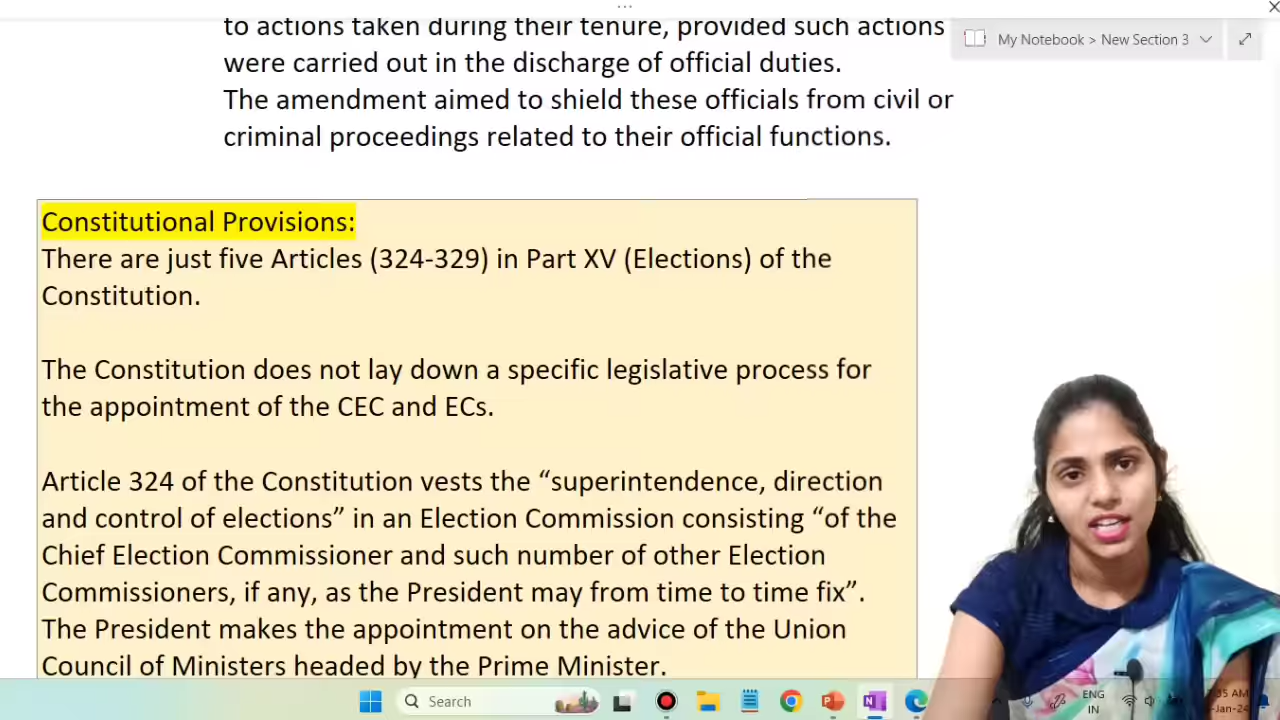 to actions taken during their tenure, provided such actions
were carried out in the discharge of official duties.
The amendment aimed to shield these officials from civil or
criminal proceedings related to their official functions.
My Notebook > New Section 3
Constitutional Provisions:
There are just five Articles (324-329) in Part XV (Elections) of the
Constitution.
The Constitution does not lay down a specific legislative process for
the appointment of the CEC and ECs.
Article 324 of the Constitution vests the “superintendence, direction
and control of elections” in an Election Commission consisting “of the
Chief Election Commissioner and such number of other Election
Commissioners, if any, as the President may from time to time fix”.
The President makes the appointment on the advice of the Union
Council of Ministers headed by the Prime Minister.
Search
ENG
IN